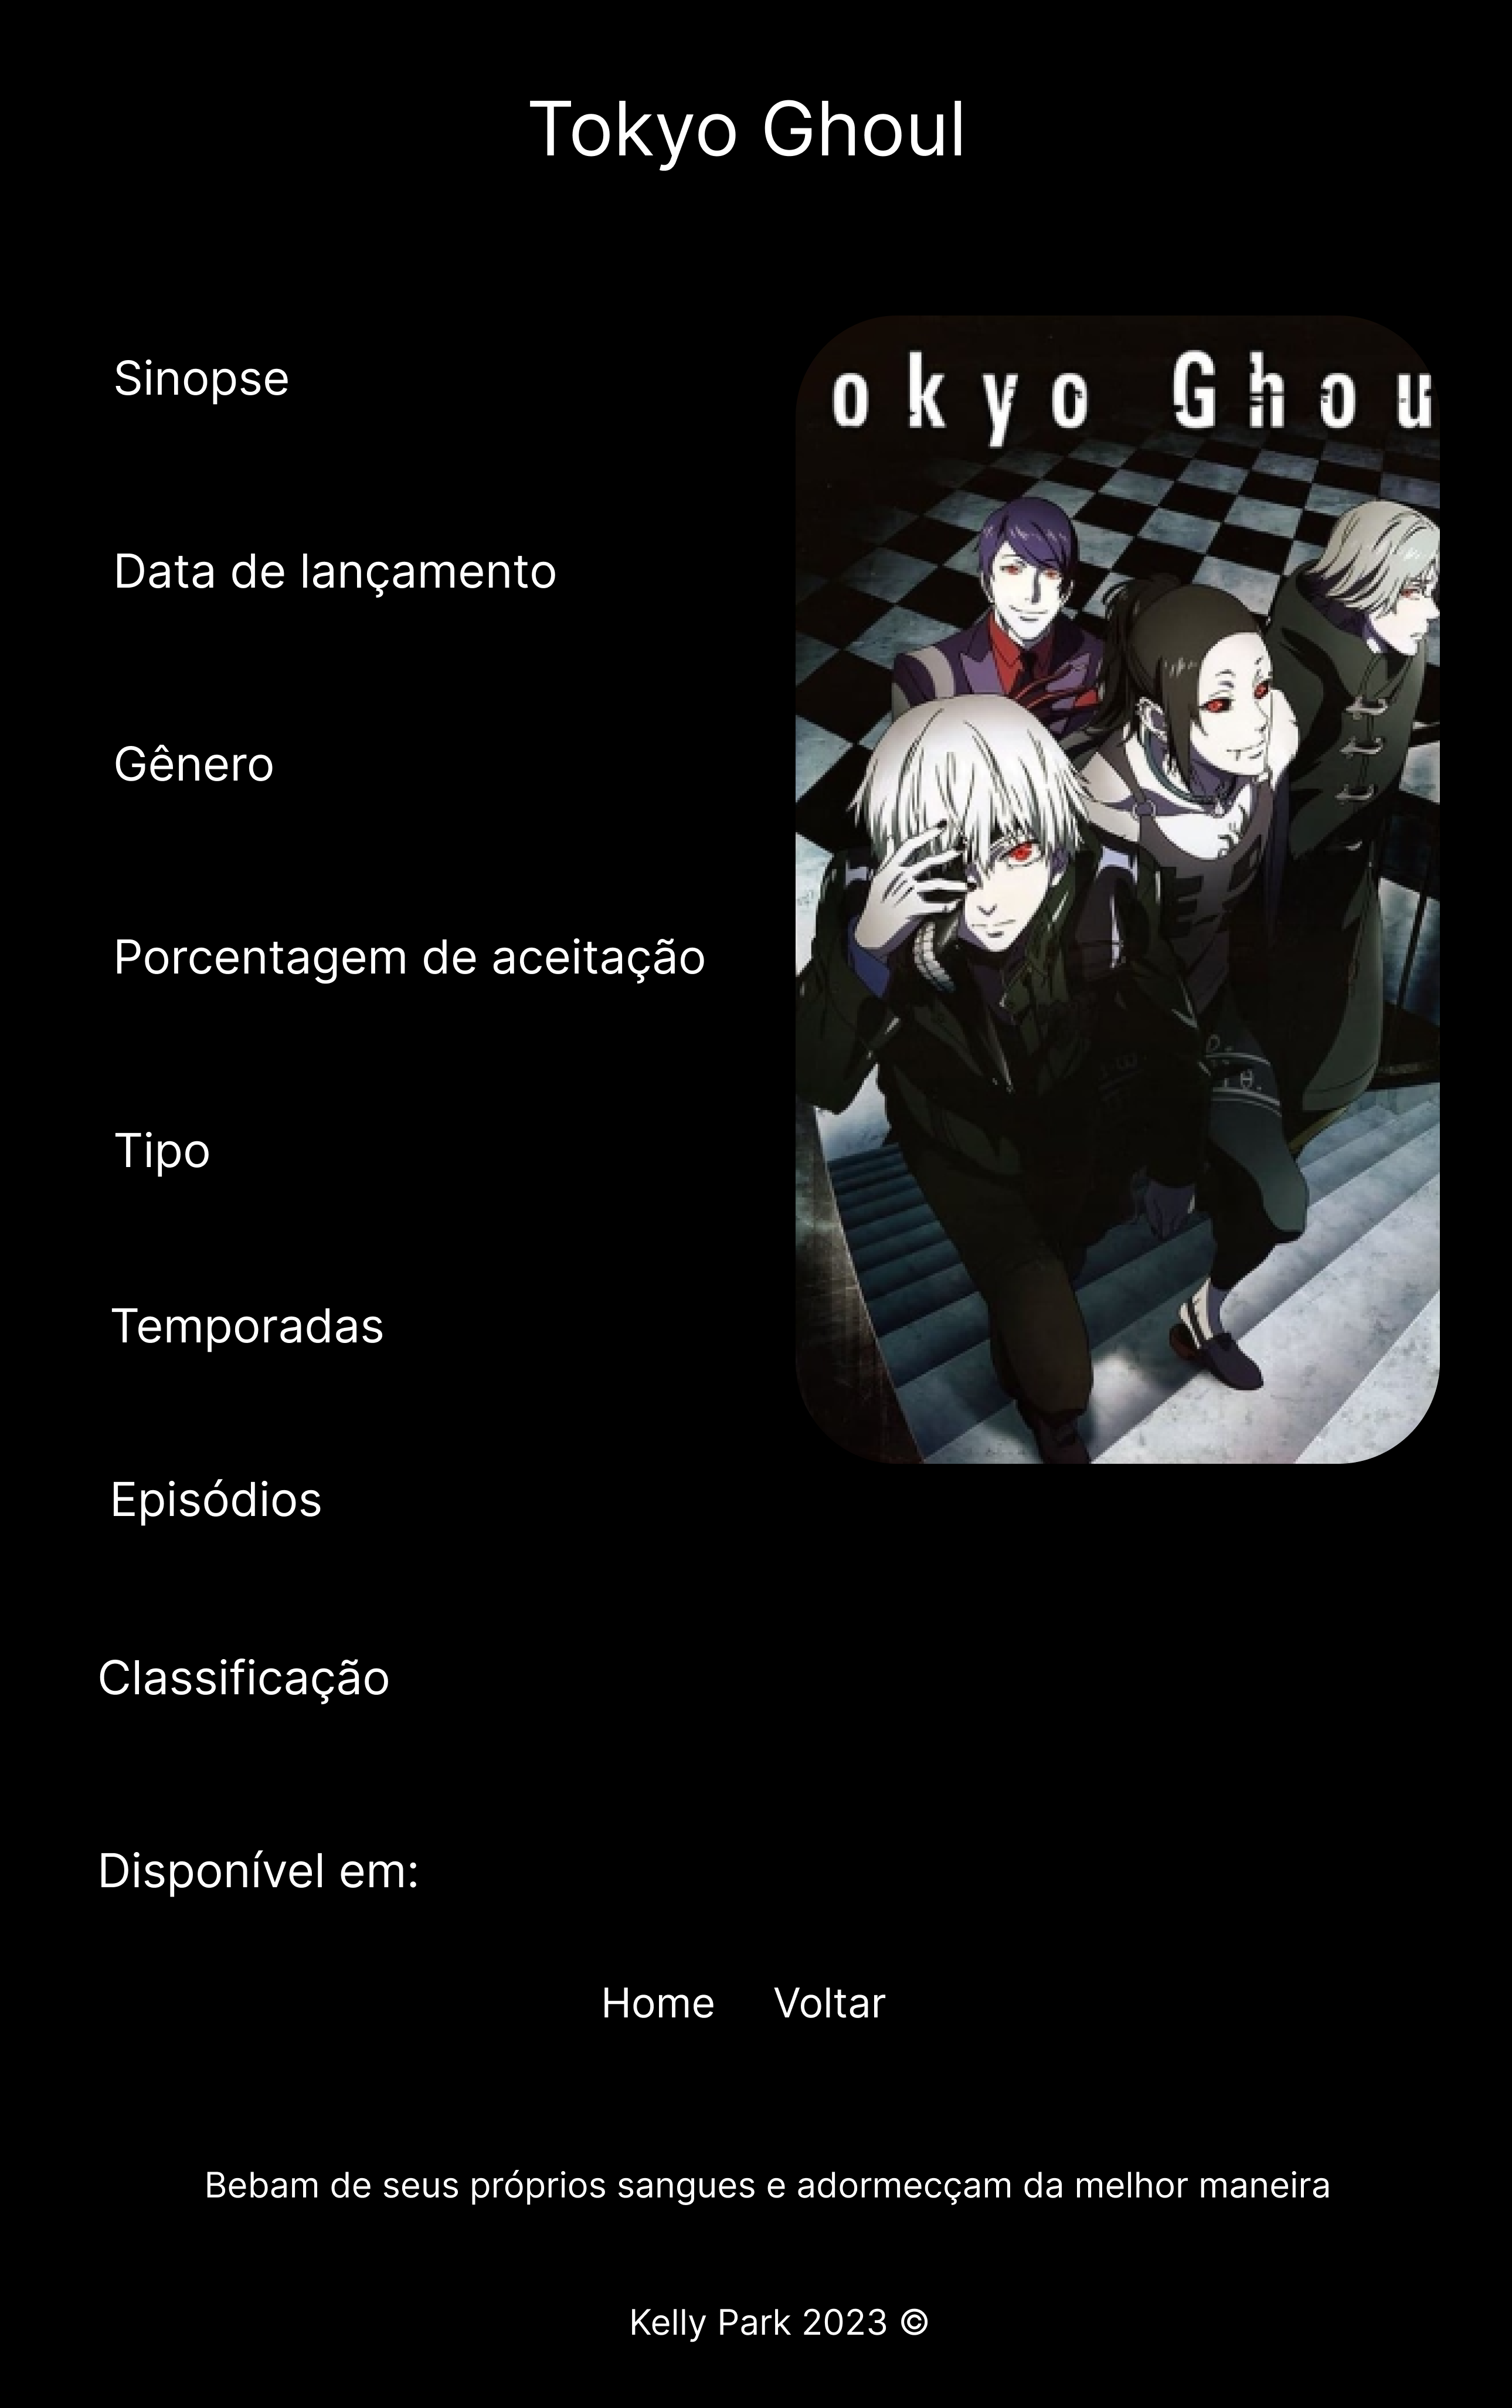 Tokyo Ghoul
Sinopse
okyo Ghou
Data de lançamento
Gênero
Porcentagem de aceitação
Tipo
Temporadas
Episódios
Classificação
Disponível em:
Home Voltar
Bebam de seus próprios sangues e adormecçam da melhor maneira
Kelly Park 2023 ©